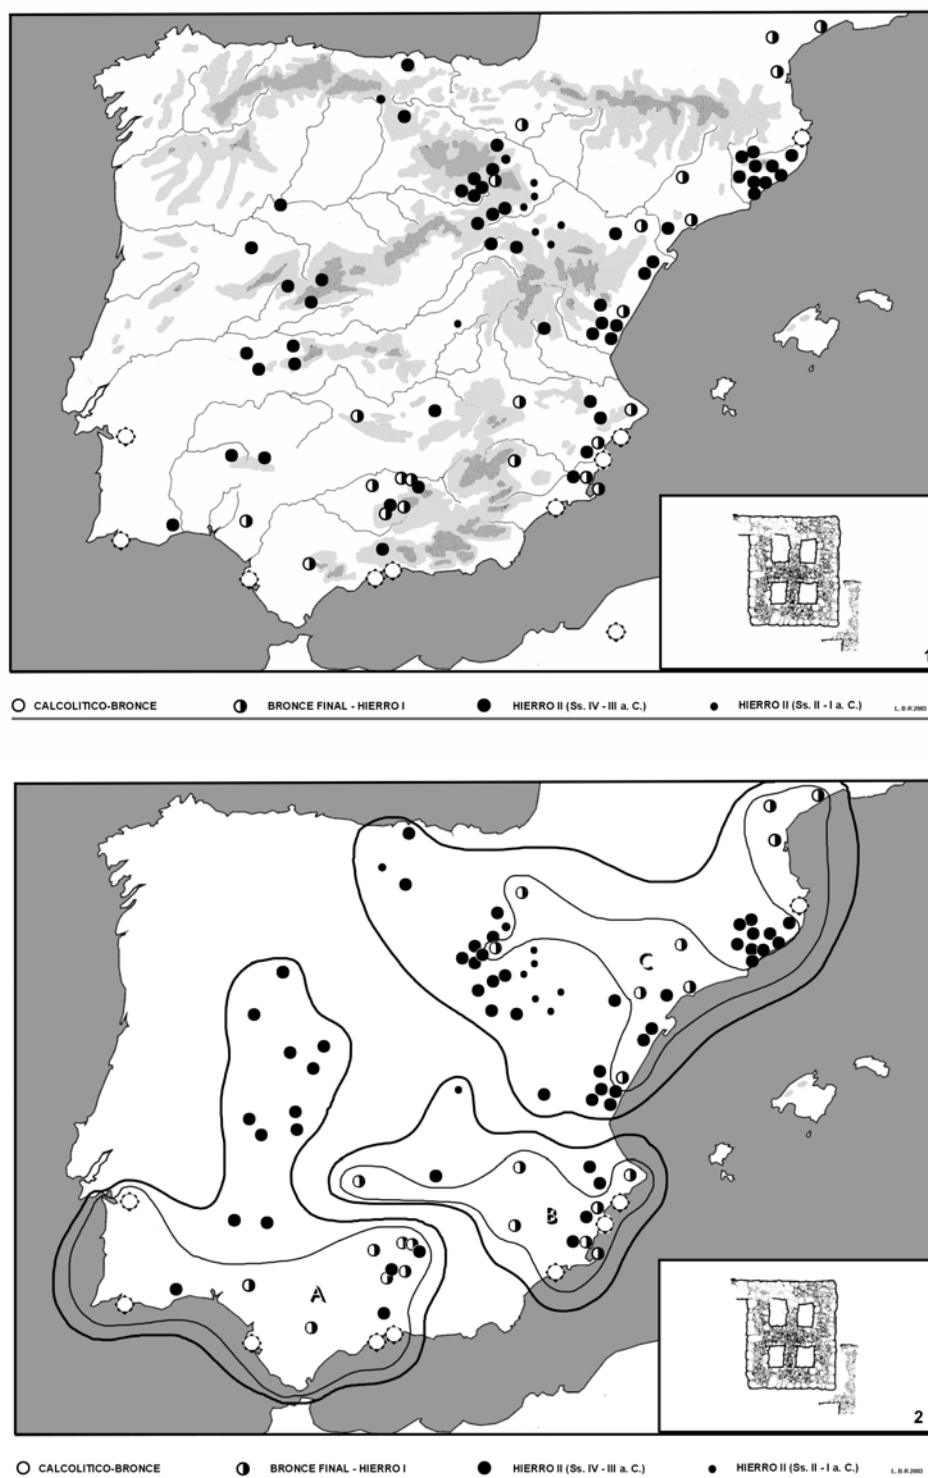 1
CALCOLITICO-BRONCE BRONCE FINAL - HIERRO I HIERRO II (Ss. IV - III a. C.) HIERRO II (Ss. II - I a. C.) L. B-R 2003
C
B
A
2
CALCOLITICO-BRONCE BRONCE FINAL - HIERRO I HIERRO II (Ss. IV - III a. C.) HIERRO II (Ss. II - I a. C.) L. B-R 2003